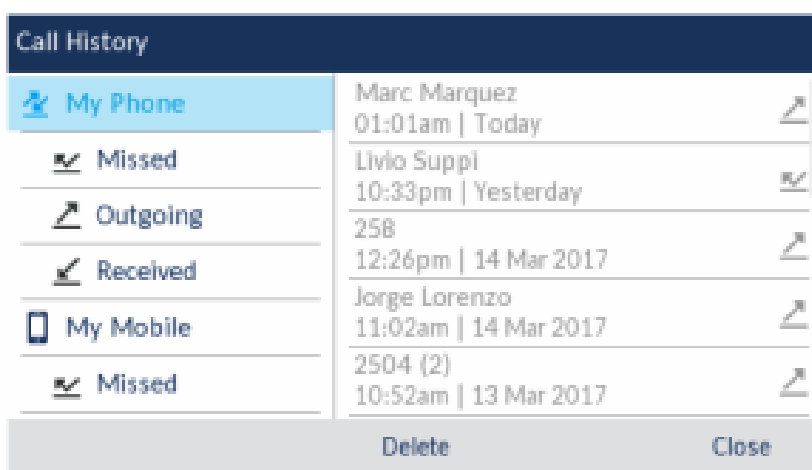 Call History
My Phone
Missed
Outgoing
Received
My Mobile
Missed
Marc Marquez
01:01am | Today
Livio Suppi
10:33pm | Yesterday
258
12:26pm | 14 Mar 2017
Jorge Lorenzo
11:02am | 14 Mar 2017
2504 (2)
10:52am | 13 Mar 2017
Delete
Close